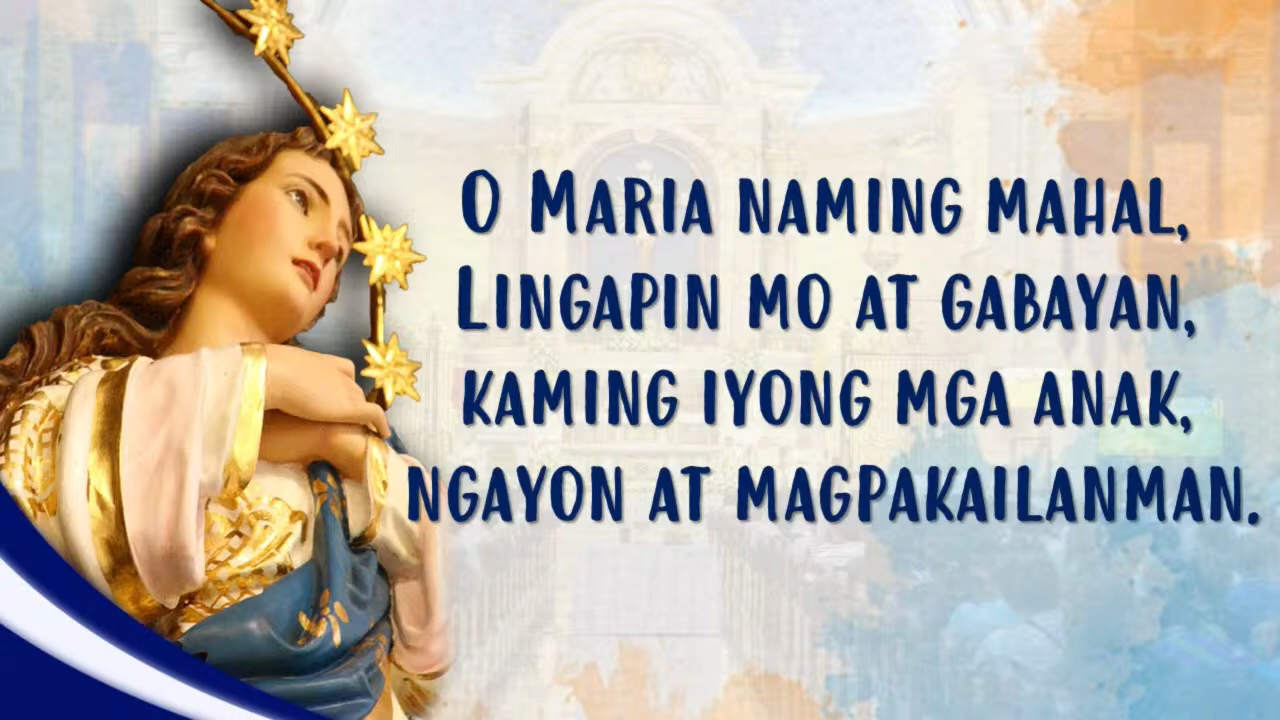 O MARIA NAMING MAHAL,
LINGAPIN MO AT GABAYAN,
KAMING IYONG MGA ANAK,
NGAYON AT MAGPAKAILANMAN.